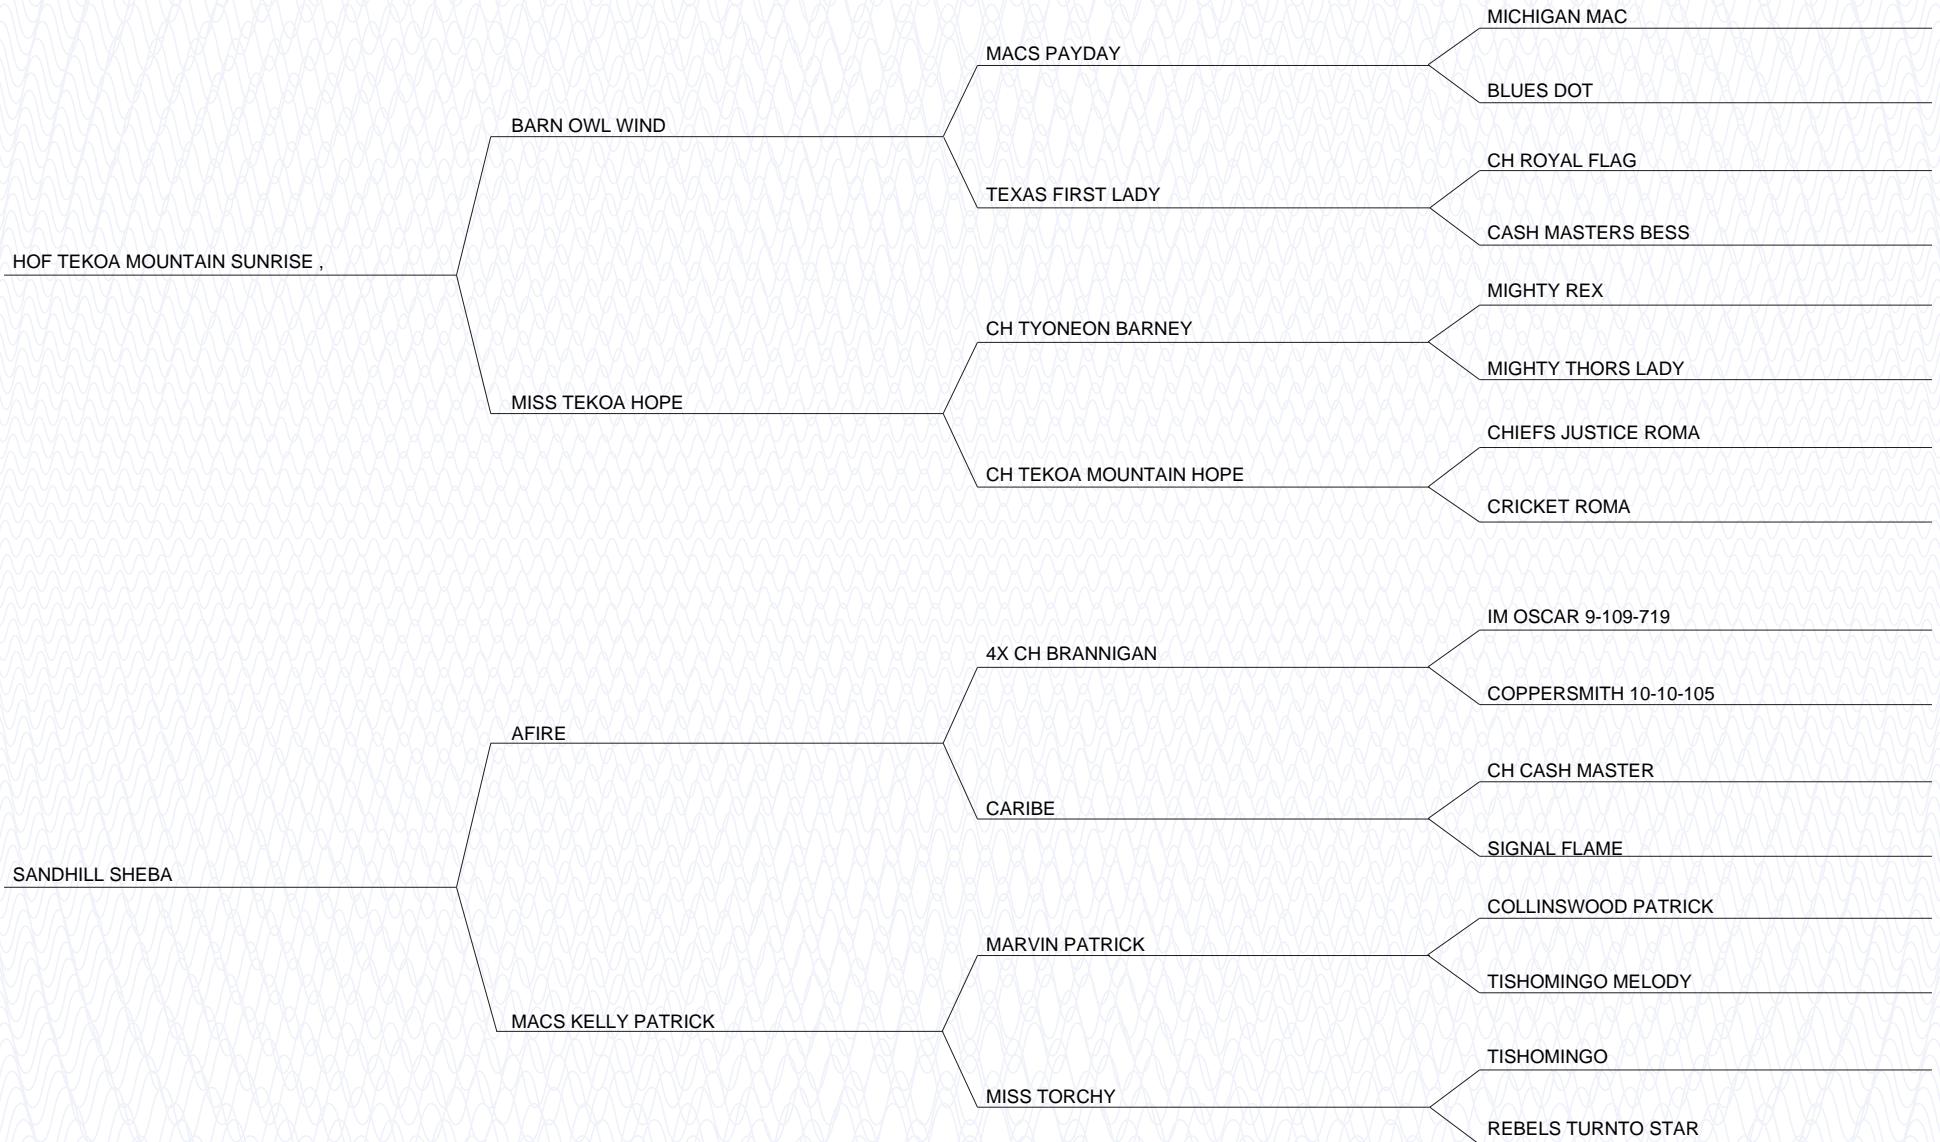 MICHIGAN MAC
MACS PAYDAY
BLUES DOT
BARN OWL WIND
CH ROYAL FLAG
TEXAS FIRST LADY
CASH MASTERS BESS
HOF TEKOA MOUNTAIN SUNRISE ,
MIGHTY REX
CH TYONEON BARNEY
MIGHTY THORS LADY
MISS TEKOA HOPE
CHIEFS JUSTICE ROMA
CH TEKOA MOUNTAIN HOPE
CRICKET ROMA
IM OSCAR 9-109-719
4X CH BRANNIGAN
COPPERSMITH 10-10-105
AFIRE
CH CASH MASTER
CARIBE
SIGNAL FLAME
SANDHILL SHEBA
COLLINSWOOD PATRICK
MARVIN PATRICK
TISHOMINGO MELODY
MACS KELLY PATRICK
TISHOMINGO
MISS TORCHY
REBELS TURNTO STAR